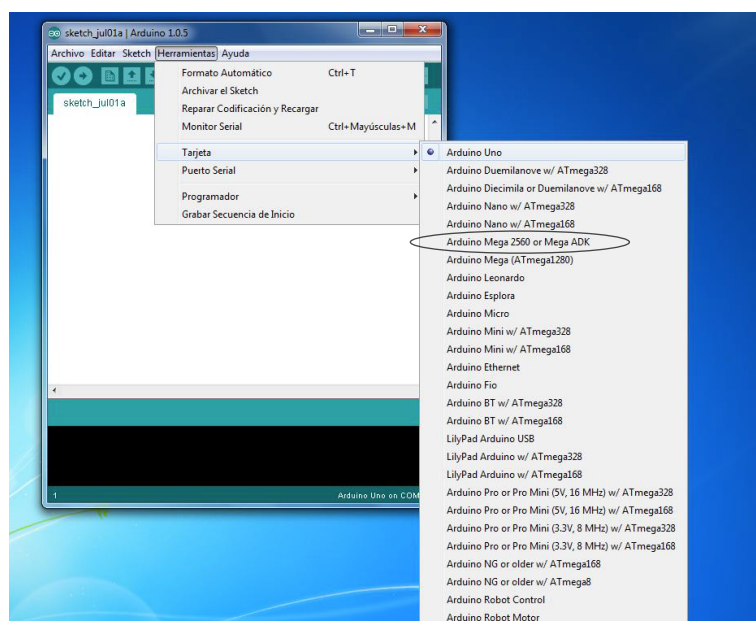 sketch_jul01a | Arduino 1.0.5
Archivo Editar Sketch Herramientas Ayuda
sketch_jul01a
Formato Automático Ctrl+T
Archivar el Sketch
Reparar Codificación y Recargar
Monitor Serial Ctrl+Mayúsculas+M
Tarjeta
Puerto Serial
Programador
Grabar Secuencia de Inicio
Arduino Uno
Arduino Duemilanove w/ ATmega328
Arduino Diecimila or Duemilanove w/ ATmega168
Arduino Nano w/ ATmega328
Arduino Nano w/ ATmega168
Arduino Mega 2560 or Mega ADK
Arduino Mega (ATmega1280)
Arduino Leonardo
Arduino Esplora
Arduino Micro
Arduino Mini w/ ATmega328
Arduino Mini w/ ATmega168
Arduino Ethernet
Arduino Fio
Arduino BT w/ ATmega328
Arduino BT w/ ATmega168
LilyPad Arduino USB
LilyPad Arduino w/ ATmega328
LilyPad Arduino w/ ATmega168
Arduino Pro or Pro Mini (5V, 16 MHz) w/ ATmega328
Arduino Pro or Pro Mini (5V, 16 MHz) w/ ATmega168
Arduino Pro or Pro Mini (3.3V, 8 MHz) w/ ATmega328
Arduino Pro or Pro Mini (3.3V, 8 MHz) w/ ATmega168
Arduino NG or older w/ ATmega168
Arduino NG or older w/ ATmega8
Arduino Robot Control
Arduino Robot Motor
1 Arduino Uno on COM